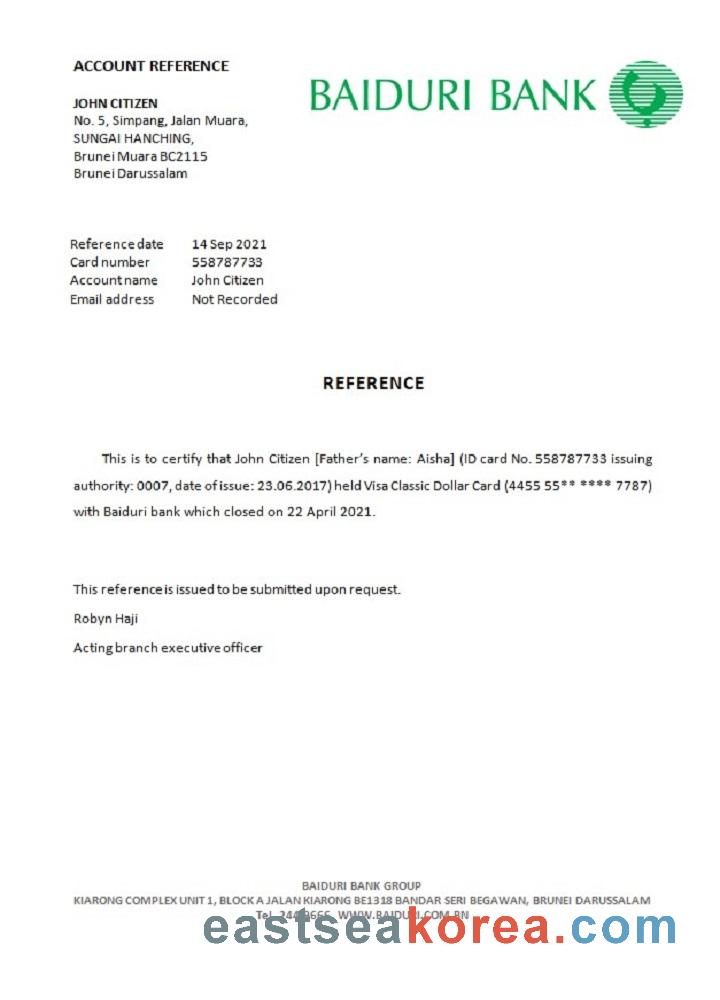 ACCOUNT REFERENCE
BAIDURI BANK
JOHN CITIZEN
No. 5, Simpang, Jalan Muara,
SUNGAI HANCHING,
Brunei Muara BC2115
Brunei Darussalam
Reference date 14 Sep 2021
Card number 558787733
Account name John Citizen
Email address Not Recorded
REFERENCE
This is to certify that John Citizen [Father's name: Aisha] (ID card No. 558787733 issuing
authority: 0007, date of issue: 23.06.2017) held Visa Classic Dollar Card (4455 55** **** 7787)
with Baiduri bank which closed on 22 April 2021.
This reference is issued to be submitted upon request.
Robyn Haji
Acting branch executive officer
BAIDURI BANK GROUP
KIARONG COMPLEX UNIT 1, BLOCK A JALAN KIARONG BE1318 BANDAR SERI BEGAWAN, BRUNEI DARUSSALAM
Tel. WWW.BAIDURI.COM.BN
eastseakorea.com